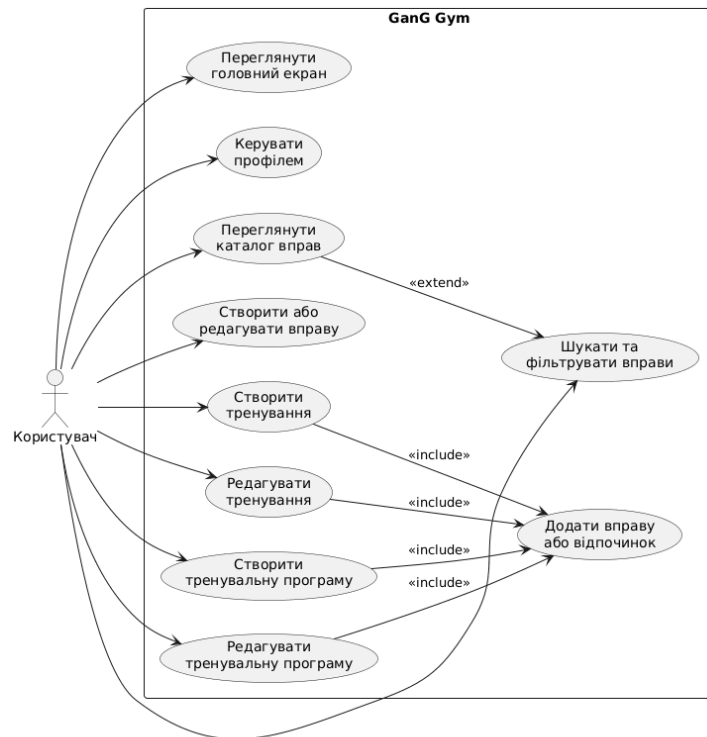 GanG Gym
Переглянути
головний екран
Керувати
профілем
Переглянути
каталог вправ
«extend»
Створити або
редагувати вправу
Шукати та
фільтрувати вправи
Користувач
Створити
тренування
«include»
Редагувати
тренування
«include»
Додати вправу
або відпочинок
Створити
тренувальну програму
«include»
Редагувати
тренувальну програму
«include»